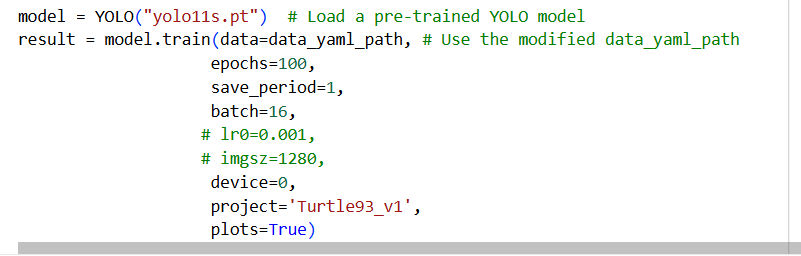 model = YOLO("yolo11s.pt")  # Load a pre-trained YOLO model
result = model.train(data=data_yaml_path, # Use the modified data_yaml_path
                    epochs=100,
                    save_period=1,
                    batch=16,
                   # lr0=0.001,
                   # imgsz=1280,
                    device=0,
                    project='Turtle93_v1',
                    plots=True)